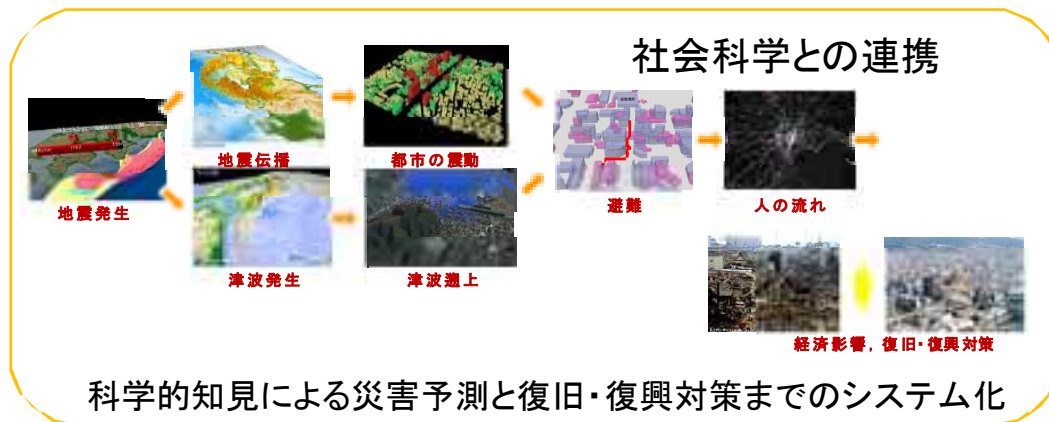 社会科学との連携
地震発生
地震伝播
都市の震動
避難
人の流れ
津波発生
津波遡上
経済影響, 復旧・復興対策
科学的知見による災害予測と復旧・復興対策までのシステム化